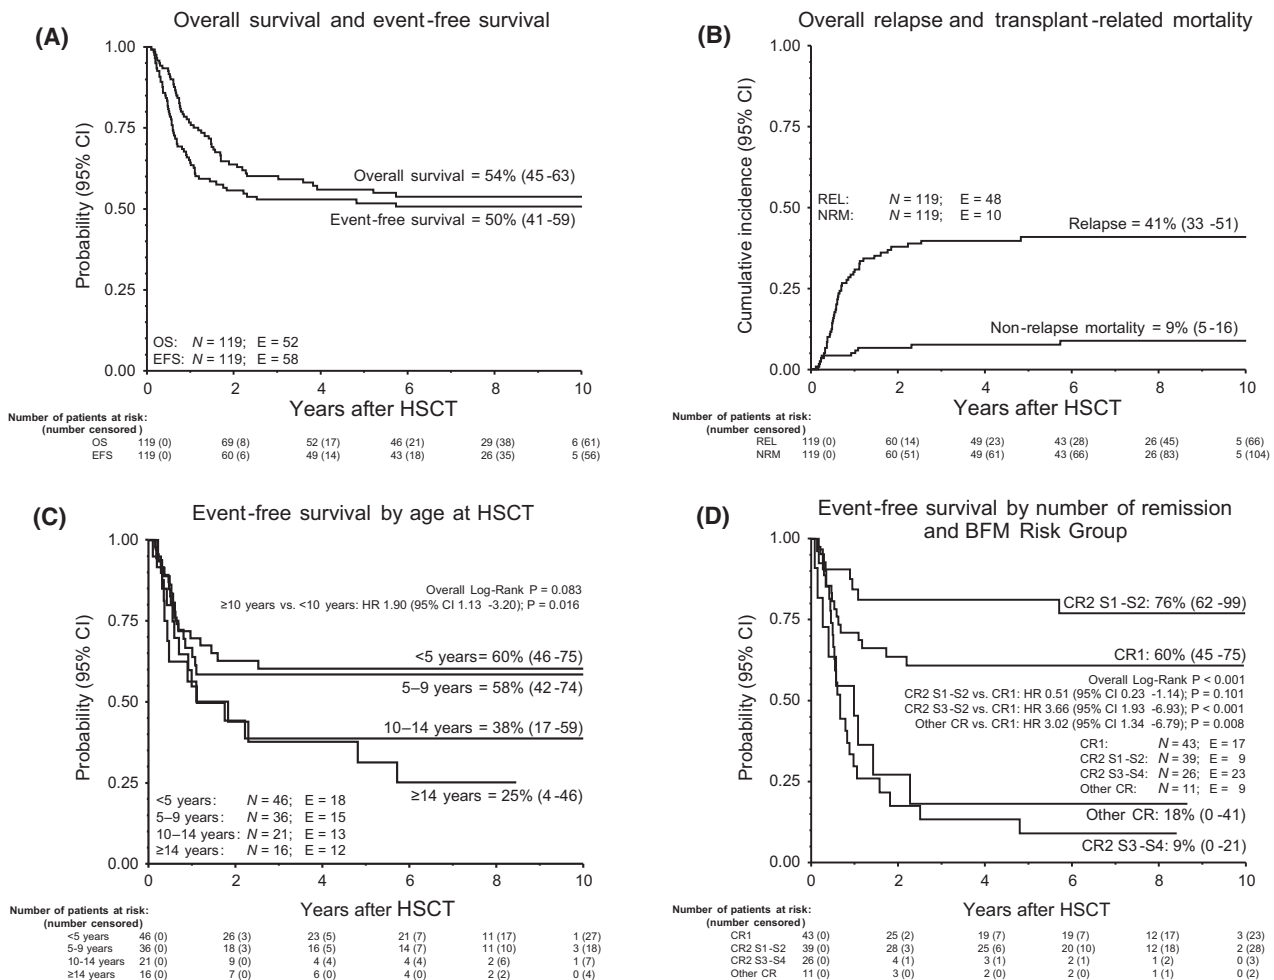 (A)
Overall survival and event-free survival
Probability (95% CI)
1.00
0.75
0.50
0.25
0.00
Overall survival = 54% (45-63)
Event-free survival = 50% (41-59)
OS: N = 119; E = 52
EFS: N = 119; E = 58
0 2 4 6 8 10
Years after HSCT
Number of patients at risk:
(number censored)
OS 119 (0) 69 (8) 52 (17) 46 (21) 29 (38) 6 (61)
EFS 119 (0) 60 (6) 49 (14) 43 (18) 26 (35) 5 (56)
(B)
Overall relapse and transplant-related mortality
Cumulative incidence (95% CI)
1.00
0.75
0.50
0.25
0.00
REL: N = 119; E = 48
NRM: N = 119; E = 10
Relapse = 41% (33 -51)
Non-relapse mortality = 9% (5-16)
0 2 4 6 8 10
Years after HSCT
Number of patients at risk:
(number censored)
REL 119 (0) 60 (14) 49 (23) 43 (28) 26 (45) 5 (66)
NRM 119 (0) 60 (51) 49 (61) 43 (66) 26 (83) 5 (104)
(C)
Event-free survival by age at HSCT
Probability (95% CI)
1.00
0.75
0.50
0.25
0.00
Overall Log-Rank P = 0.083
≥10 years vs. <10 years: HR 1.90 (95% CI 1.13 -3.20); P = 0.016
<5 years= 60% (46 -75)
5–9 years = 58% (42 -74)
10–14 years = 38% (17 -59)
≥14 years = 25% (4 -46)
<5 years: N = 46; E = 18
5–9 years: N = 36; E = 15
10–14 years: N = 21; E = 13
≥14 years: N = 16; E = 12
0 2 4 6 8 10
Years after HSCT
Number of patients at risk:
(number censored)
<5 years 46 (0) 26 (3) 23 (5) 21 (7) 11 (17) 1 (27)
5-9 years 36 (0) 18 (3) 16 (5) 14 (7) 11 (10) 3 (18)
10-14 years 21 (0) 9 (0) 4 (4) 4 (4) 2 (6) 1 (7)
≥14 years 16 (0) 7 (0) 6 (0) 4 (0) 2 (2) 0 (4)
(D)
Event-free survival by number of remission
and BFM Risk Group
Probability (95% CI)
1.00
0.75
0.50
0.25
0.00
CR2 S1-S2: 76% (62 -99)
CR1: 60% (45 -75)
Overall Log-Rank P < 0.001
CR2 S1-S2 vs. CR1: HR 0.51 (95% CI 0.23 -1.14); P = 0.101
CR2 S3-S2 vs. CR1: HR 3.66 (95% CI 1.93 -6.93); P < 0.001
Other CR vs. CR1: HR 3.02 (95% CI 1.34 -6.79); P = 0.008
CR1: N = 43; E = 17
CR2 S1-S2: N = 39; E = 9
CR2 S3-S4: N = 26; E = 23
Other CR: N = 11; E = 9
Other CR: 18% (0 -41)
CR2 S3-S4: 9% (0 -21)
0 2 4 6 8 10
Years after HSCT
Number of patients at risk:
(number censored)
CR1 43 (0) 25 (2) 19 (7) 19 (7) 12 (17) 3 (23)
CR2 S1-S2 39 (0) 28 (3) 25 (6) 20 (10) 12 (18) 2 (28)
CR2 S3-S4 26 (0) 4 (1) 3 (1) 2 (1) 1 (2) 0 (3)
Other CR 11 (0) 3 (0) 2 (0) 2 (0) 1 (1) 0 (2)